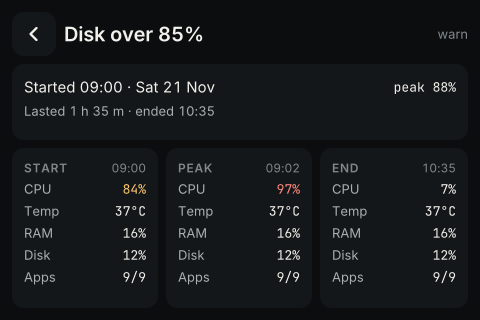 Disk over 85%
warn
Started 09:00 · Sat 21 Nov
peak 88%
Lasted 1 h 35 m · ended 10:35
START 09:00
CPU 84%
Temp 37°C
RAM 16%
Disk 12%
Apps 9/9
PEAK 09:02
CPU 97%
Temp 37°C
RAM 16%
Disk 12%
Apps 9/9
END 10:35
CPU 7%
Temp 37°C
RAM 16%
Disk 12%
Apps 9/9